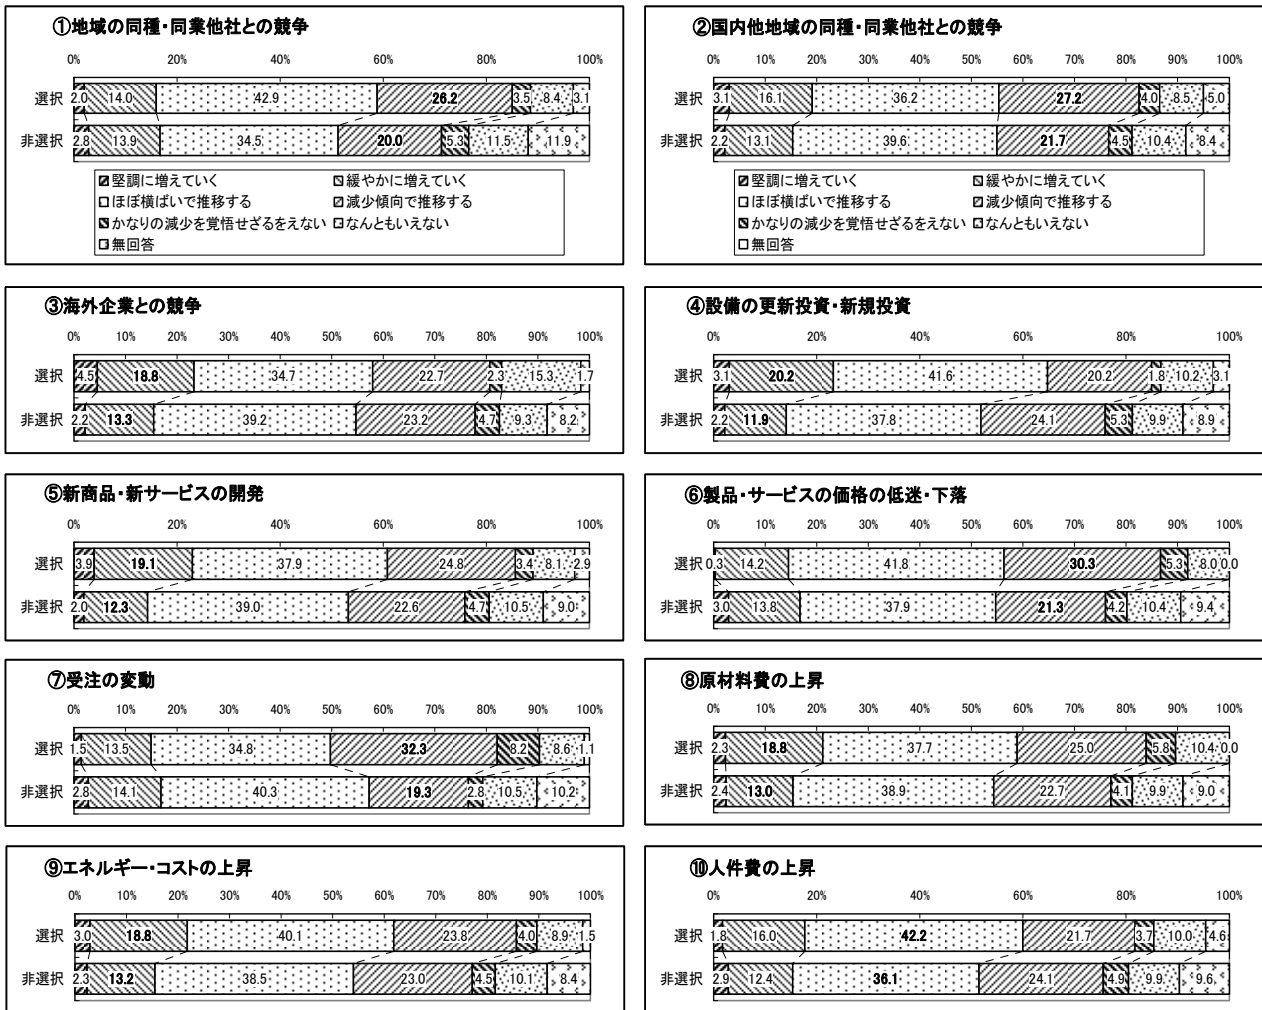 ①地域の同種・同業他社との競争
0% 20% 40% 60% 80% 100%
選択 2.0 14.0 42.9 26.2 3.5 8.4 3.1
非選択 2.8 13.9 34.5 20.0 5.3 11.5 11.9
堅調に増えていく 緩やかに増えていく
ほぼ横ばいで推移する 減少傾向で推移する
かなりの減少を覚悟せざるをえない なんともいえない
無回答
②国内他地域の同種・同業他社との競争
0% 10% 20% 30% 40% 50% 60% 70% 80% 90% 100%
選択 3.1 16.1 36.2 27.2 4.0 8.5 5.0
非選択 2.2 13.1 39.6 21.7 4.5 10.4 8.4
堅調に増えていく 緩やかに増えていく
ほぼ横ばいで推移する 減少傾向で推移する
かなりの減少を覚悟せざるをえない なんともいえない
無回答
③海外企業との競争
0% 10% 20% 30% 40% 50% 60% 70% 80% 90% 100%
選択 4.5 18.8 34.7 22.7 2.3 15.3 1.7
非選択 2.2 13.3 39.2 23.2 4.7 9.3 8.2
④設備の更新投資・新規投資
0% 20% 40% 60% 80% 100%
選択 3.1 20.2 41.6 20.2 1.8 10.2 3.1
非選択 2.2 11.9 37.8 24.1 5.3 9.9 8.9
⑤新商品・新サービスの開発
0% 20% 40% 60% 80% 100%
選択 3.9 19.1 37.9 24.8 3.4 8.1 2.9
非選択 2.0 12.3 39.0 22.6 4.7 10.5 9.0
⑥製品・サービスの価格の低迷・下落
0% 10% 20% 30% 40% 50% 60% 70% 80% 90% 100%
選択 0.3 14.2 41.8 30.3 5.3 8.0 0.0
非選択 3.0 13.8 37.9 21.3 4.2 10.4 9.4
⑦受注の変動
0% 10% 20% 30% 40% 50% 60% 70% 80% 90% 100%
選択 1.5 13.5 34.8 32.3 8.2 8.6 1.1
非選択 2.8 14.1 40.3 19.3 2.8 10.5 10.2
⑧原材料費の上昇
0% 10% 20% 30% 40% 50% 60% 70% 80% 90% 100%
選択 2.3 18.8 37.7 25.0 5.8 10.4 0.0
非選択 2.4 13.0 38.9 22.7 4.1 9.9 9.0
⑨エネルギー・コストの上昇
0% 10% 20% 30% 40% 50% 60% 70% 80% 90% 100%
選択 3.0 18.8 40.1 23.8 4.0 8.9 1.5
非選択 2.3 13.2 38.5 23.0 4.5 10.1 8.4
⑩人件費の上昇
0% 20% 40% 60% 80% 100%
選択 1.8 16.0 42.2 21.7 3.7 10.0 4.6
非選択 2.9 12.4 36.1 24.1 4.9 9.9 9.6